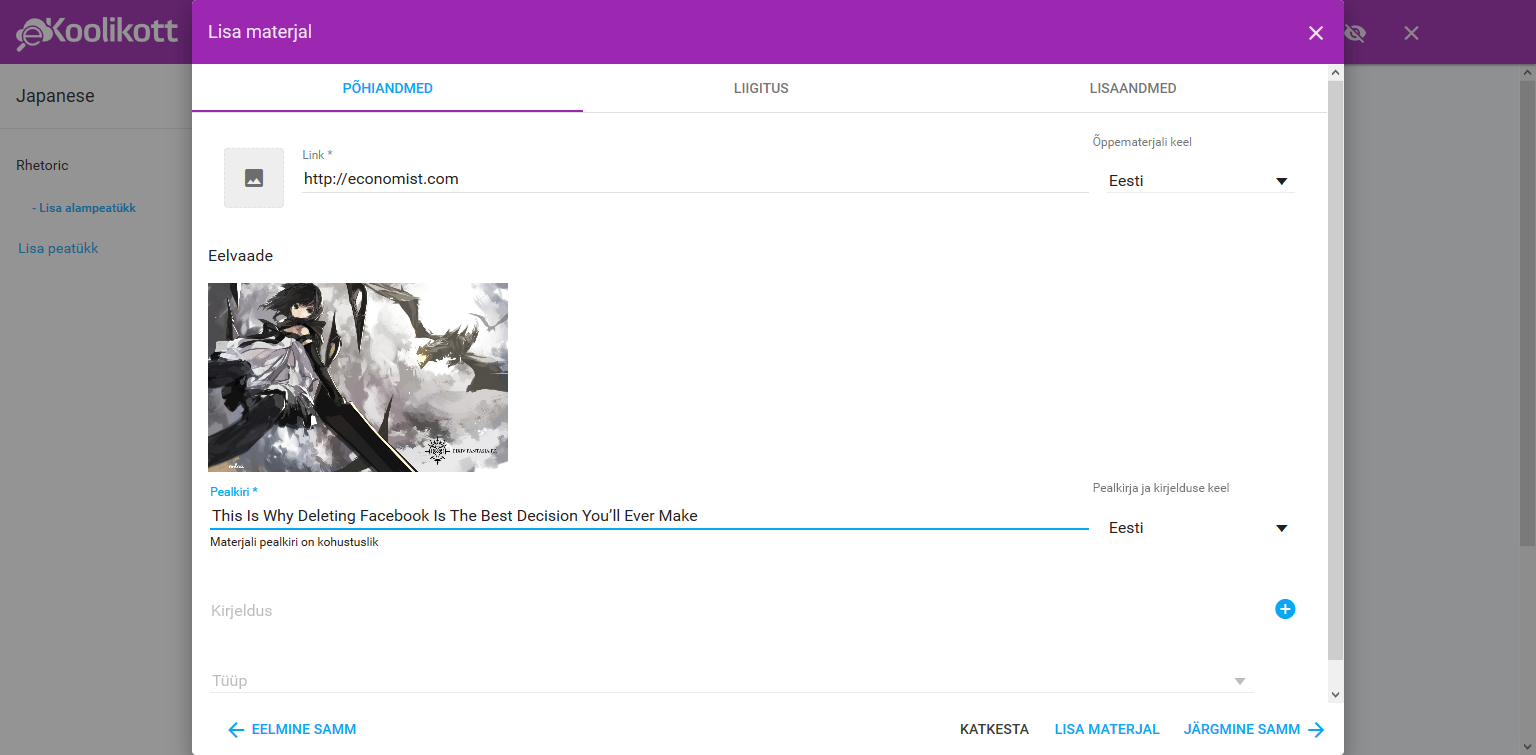 eKoolikott
Lisa materjal
Japanese
Rhetoric
- Lisa alampeatükk
Lisa peatükk
PÕHIANDMED
LIIGITUS
LISAANDMED
Link *
http://economist.com
Õppematerjali keel
Eesti
Eelvaade
Pealkiri *
This Is Why Deleting Facebook Is The Best Decision You’ll Ever Make
Materjali pealkiri on kohustuslik
Pealkirja ja kirjelduse keel
Eesti
Kirjeldus
Tüüp
EELMINE SAMM
KATKESTA
LISA MATERJAL
JÄRGMINE SAMM